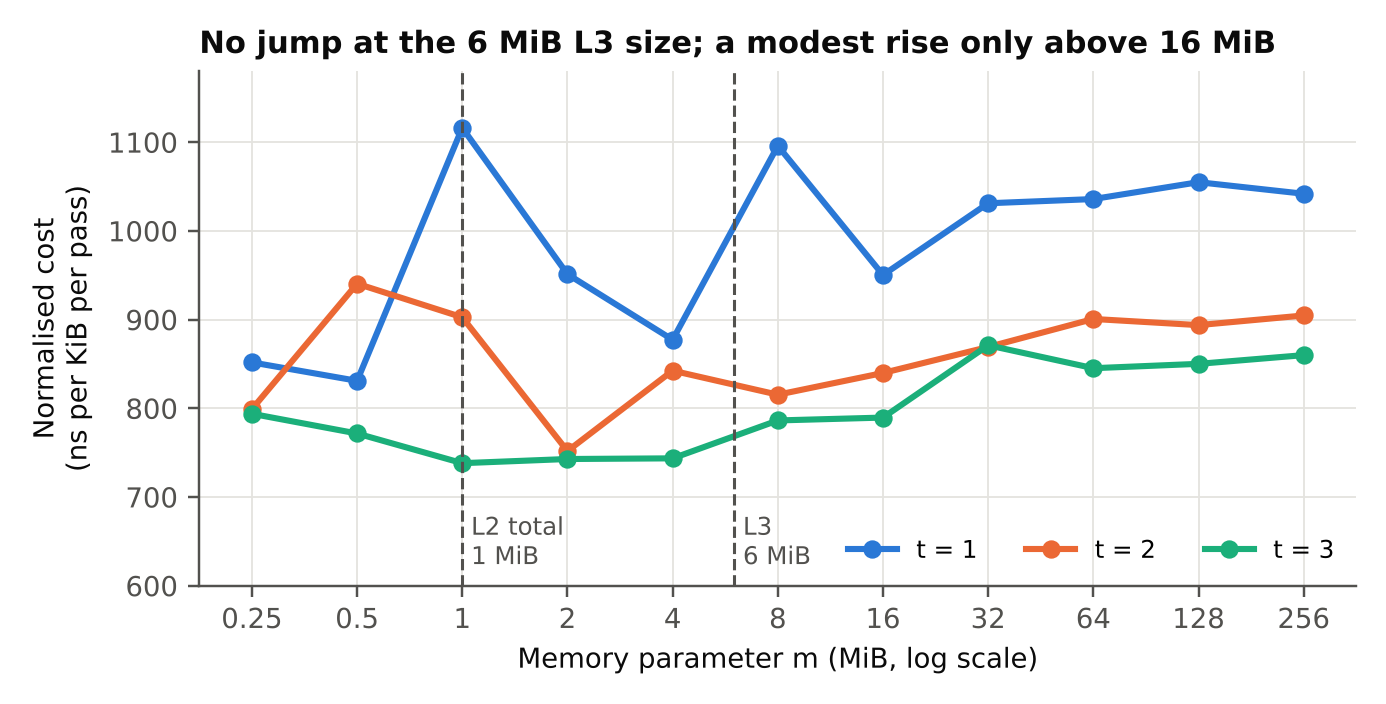 No jump at the 6 MiB L3 size; a modest rise only above 16 MiB
Normalised cost
(ns per KiB per pass)
1100
1000
900
800
700
600
L2 total
1 MiB
L3
6 MiB
t = 1
t = 2
t = 3
0.25
0.5
1
2
4
8
16
32
64
128
256
Memory parameter m (MiB, log scale)